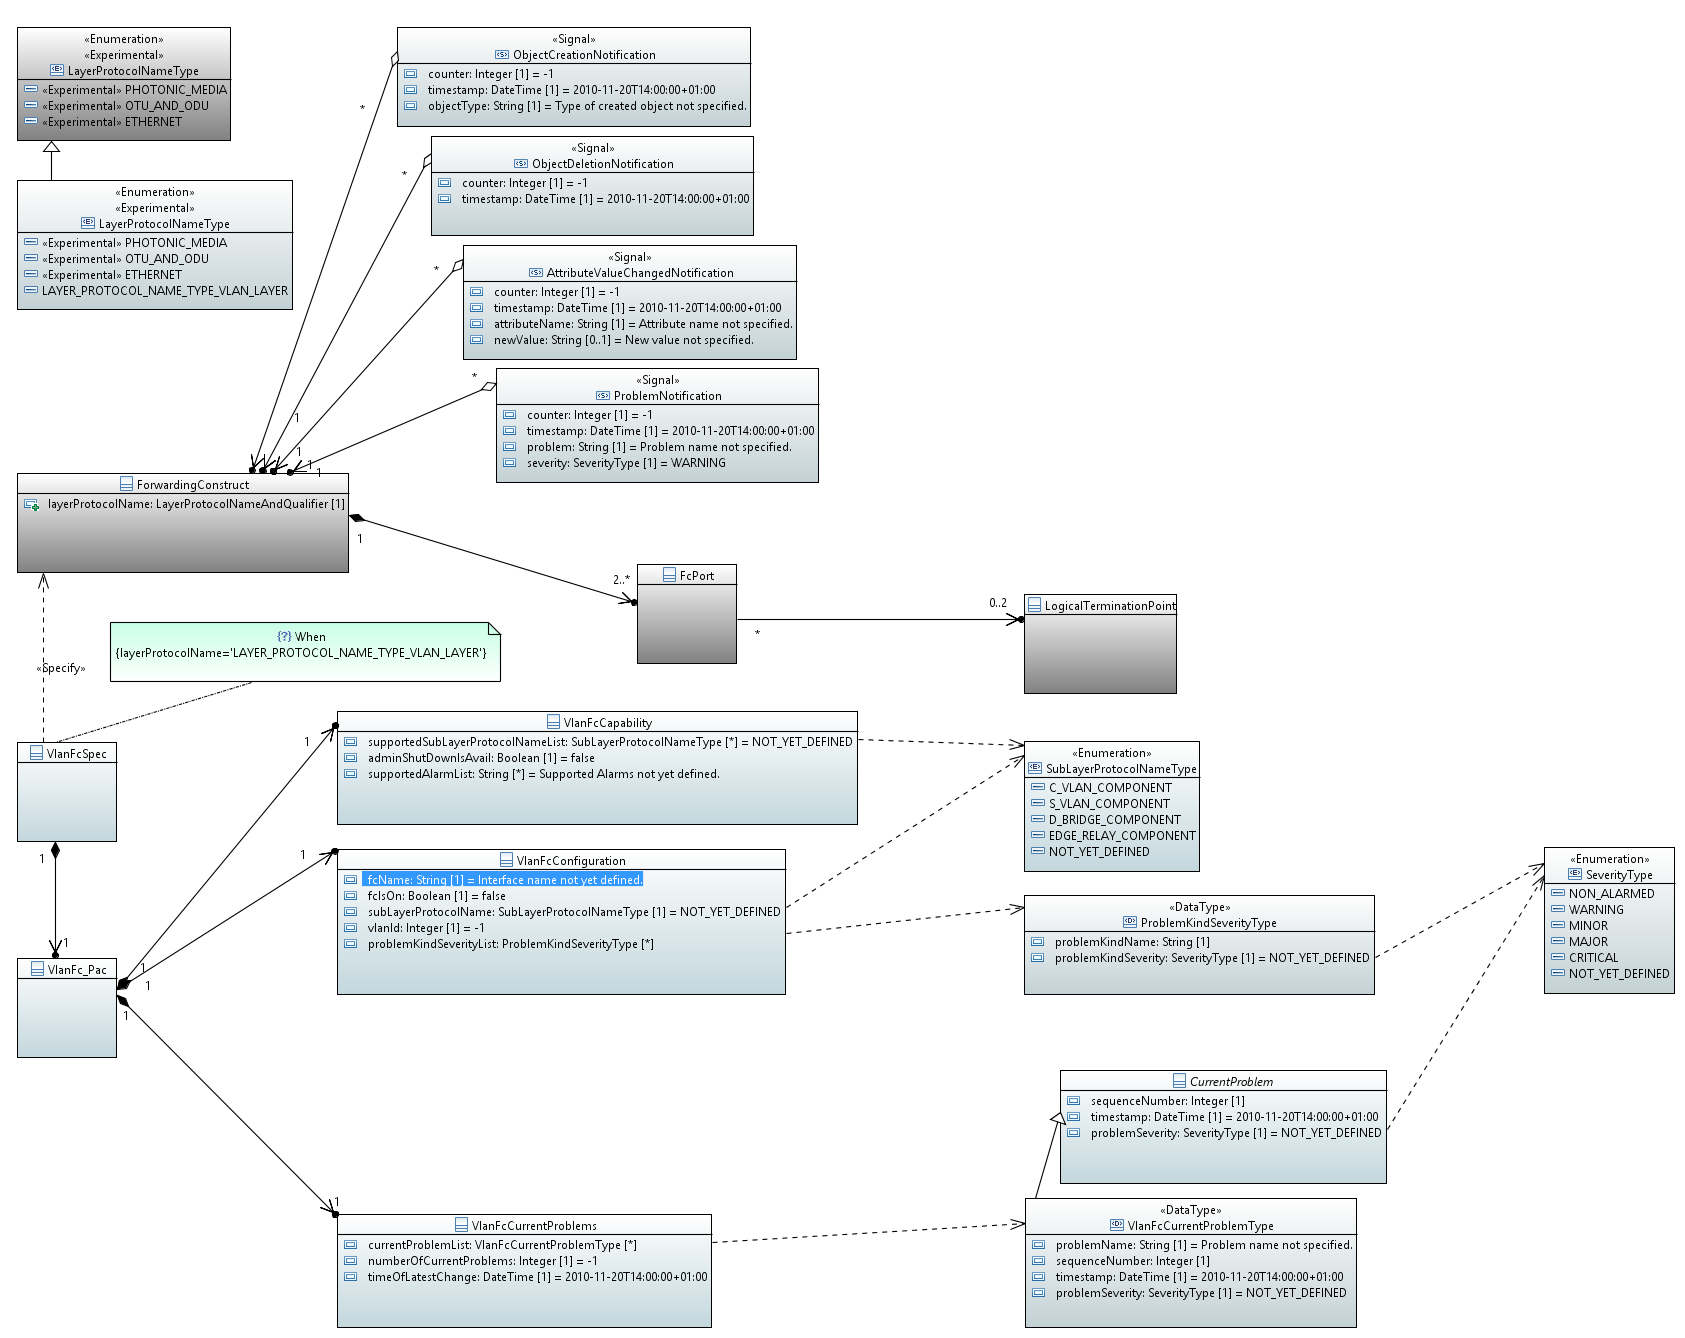 «Enumeration»
«Experimental»
LayerProtocolNameType
«Experimental» PHOTONIC_MEDIA
«Experimental» OTU_AND_ODU
«Experimental» ETHERNET
«Enumeration»
«Experimental»
LayerProtocolNameType
«Experimental» PHOTONIC_MEDIA
«Experimental» OTU_AND_ODU
«Experimental» ETHERNET
LAYER_PROTOCOL_NAME_TYPE_VLAN_LAYER
«Signal»
ObjectCreationNotification
counter: Integer [1] = -1
timestamp: DateTime [1] = 2010-11-20T14:00:00+01:00
objectType: String [1] = Type of created object not specified.
*
«Signal»
ObjectDeletionNotification
counter: Integer [1] = -1
timestamp: DateTime [1] = 2010-11-20T14:00:00+01:00
*
«Signal»
AttributeValueChangedNotification
counter: Integer [1] = -1
timestamp: DateTime [1] = 2010-11-20T14:00:00+01:00
attributeName: String [1] = Attribute name not specified.
newValue: String [0..1] = New value not specified.
*
«Signal»
ProblemNotification
counter: Integer [1] = -1
timestamp: DateTime [1] = 2010-11-20T14:00:00+01:00
problem: String [1] = Problem name not specified.
severity: SeverityType [1] = WARNING
*
1
1
1
1
ForwardingConstruct
layerProtocolName: LayerProtocolNameAndQualifier [1]
1
2..*
FcPort
*
0..2
LogicalTerminationPoint
{?} When
{layerProtocolName='LAYER_PROTOCOL_NAME_TYPE_VLAN_LAYER'}
«Specify»
VlanFcSpec
1
1
VlanFc_Pac
1
1
1
1
VlanFcCapability
supportedSubLayerProtocolNameList: SubLayerProtocolNameType [*] = NOT_YET_DEFINED
adminShutDownIsAvail: Boolean [1] = false
supportedAlarmList: String [*] = Supported Alarms not yet defined.
1
VlanFcConfiguration
fcName: String [1] = Interface name not yet defined.
fcIsOn: Boolean [1] = false
subLayerProtocolName: SubLayerProtocolNameType [1] = NOT_YET_DEFINED
vlanId: Integer [1] = -1
problemKindSeverityList: ProblemKindSeverityType [*]
1
VlanFcCurrentProblems
currentProblemList: VlanFcCurrentProblemType [*]
numberOfCurrentProblems: Integer [1] = -1
timeOfLatestChange: DateTime [1] = 2010-11-20T14:00:00+01:00
«Enumeration»
SubLayerProtocolNameType
C_VLAN_COMPONENT
S_VLAN_COMPONENT
D_BRIDGE_COMPONENT
EDGE_RELAY_COMPONENT
NOT_YET_DEFINED
«DataType»
ProblemKindSeverityType
problemKindName: String [1]
problemKindSeverity: SeverityType [1] = NOT_YET_DEFINED
«Enumeration»
SeverityType
NON_ALARMED
WARNING
MINOR
MAJOR
CRITICAL
NOT_YET_DEFINED
CurrentProblem
sequenceNumber: Integer [1]
timestamp: DateTime [1] = 2010-11-20T14:00:00+01:00
problemSeverity: SeverityType [1] = NOT_YET_DEFINED
«DataType»
VlanFcCurrentProblemType
problemName: String [1] = Problem name not specified.
sequenceNumber: Integer [1]
timestamp: DateTime [1] = 2010-11-20T14:00:00+01:00
problemSeverity: SeverityType [1] = NOT_YET_DEFINED